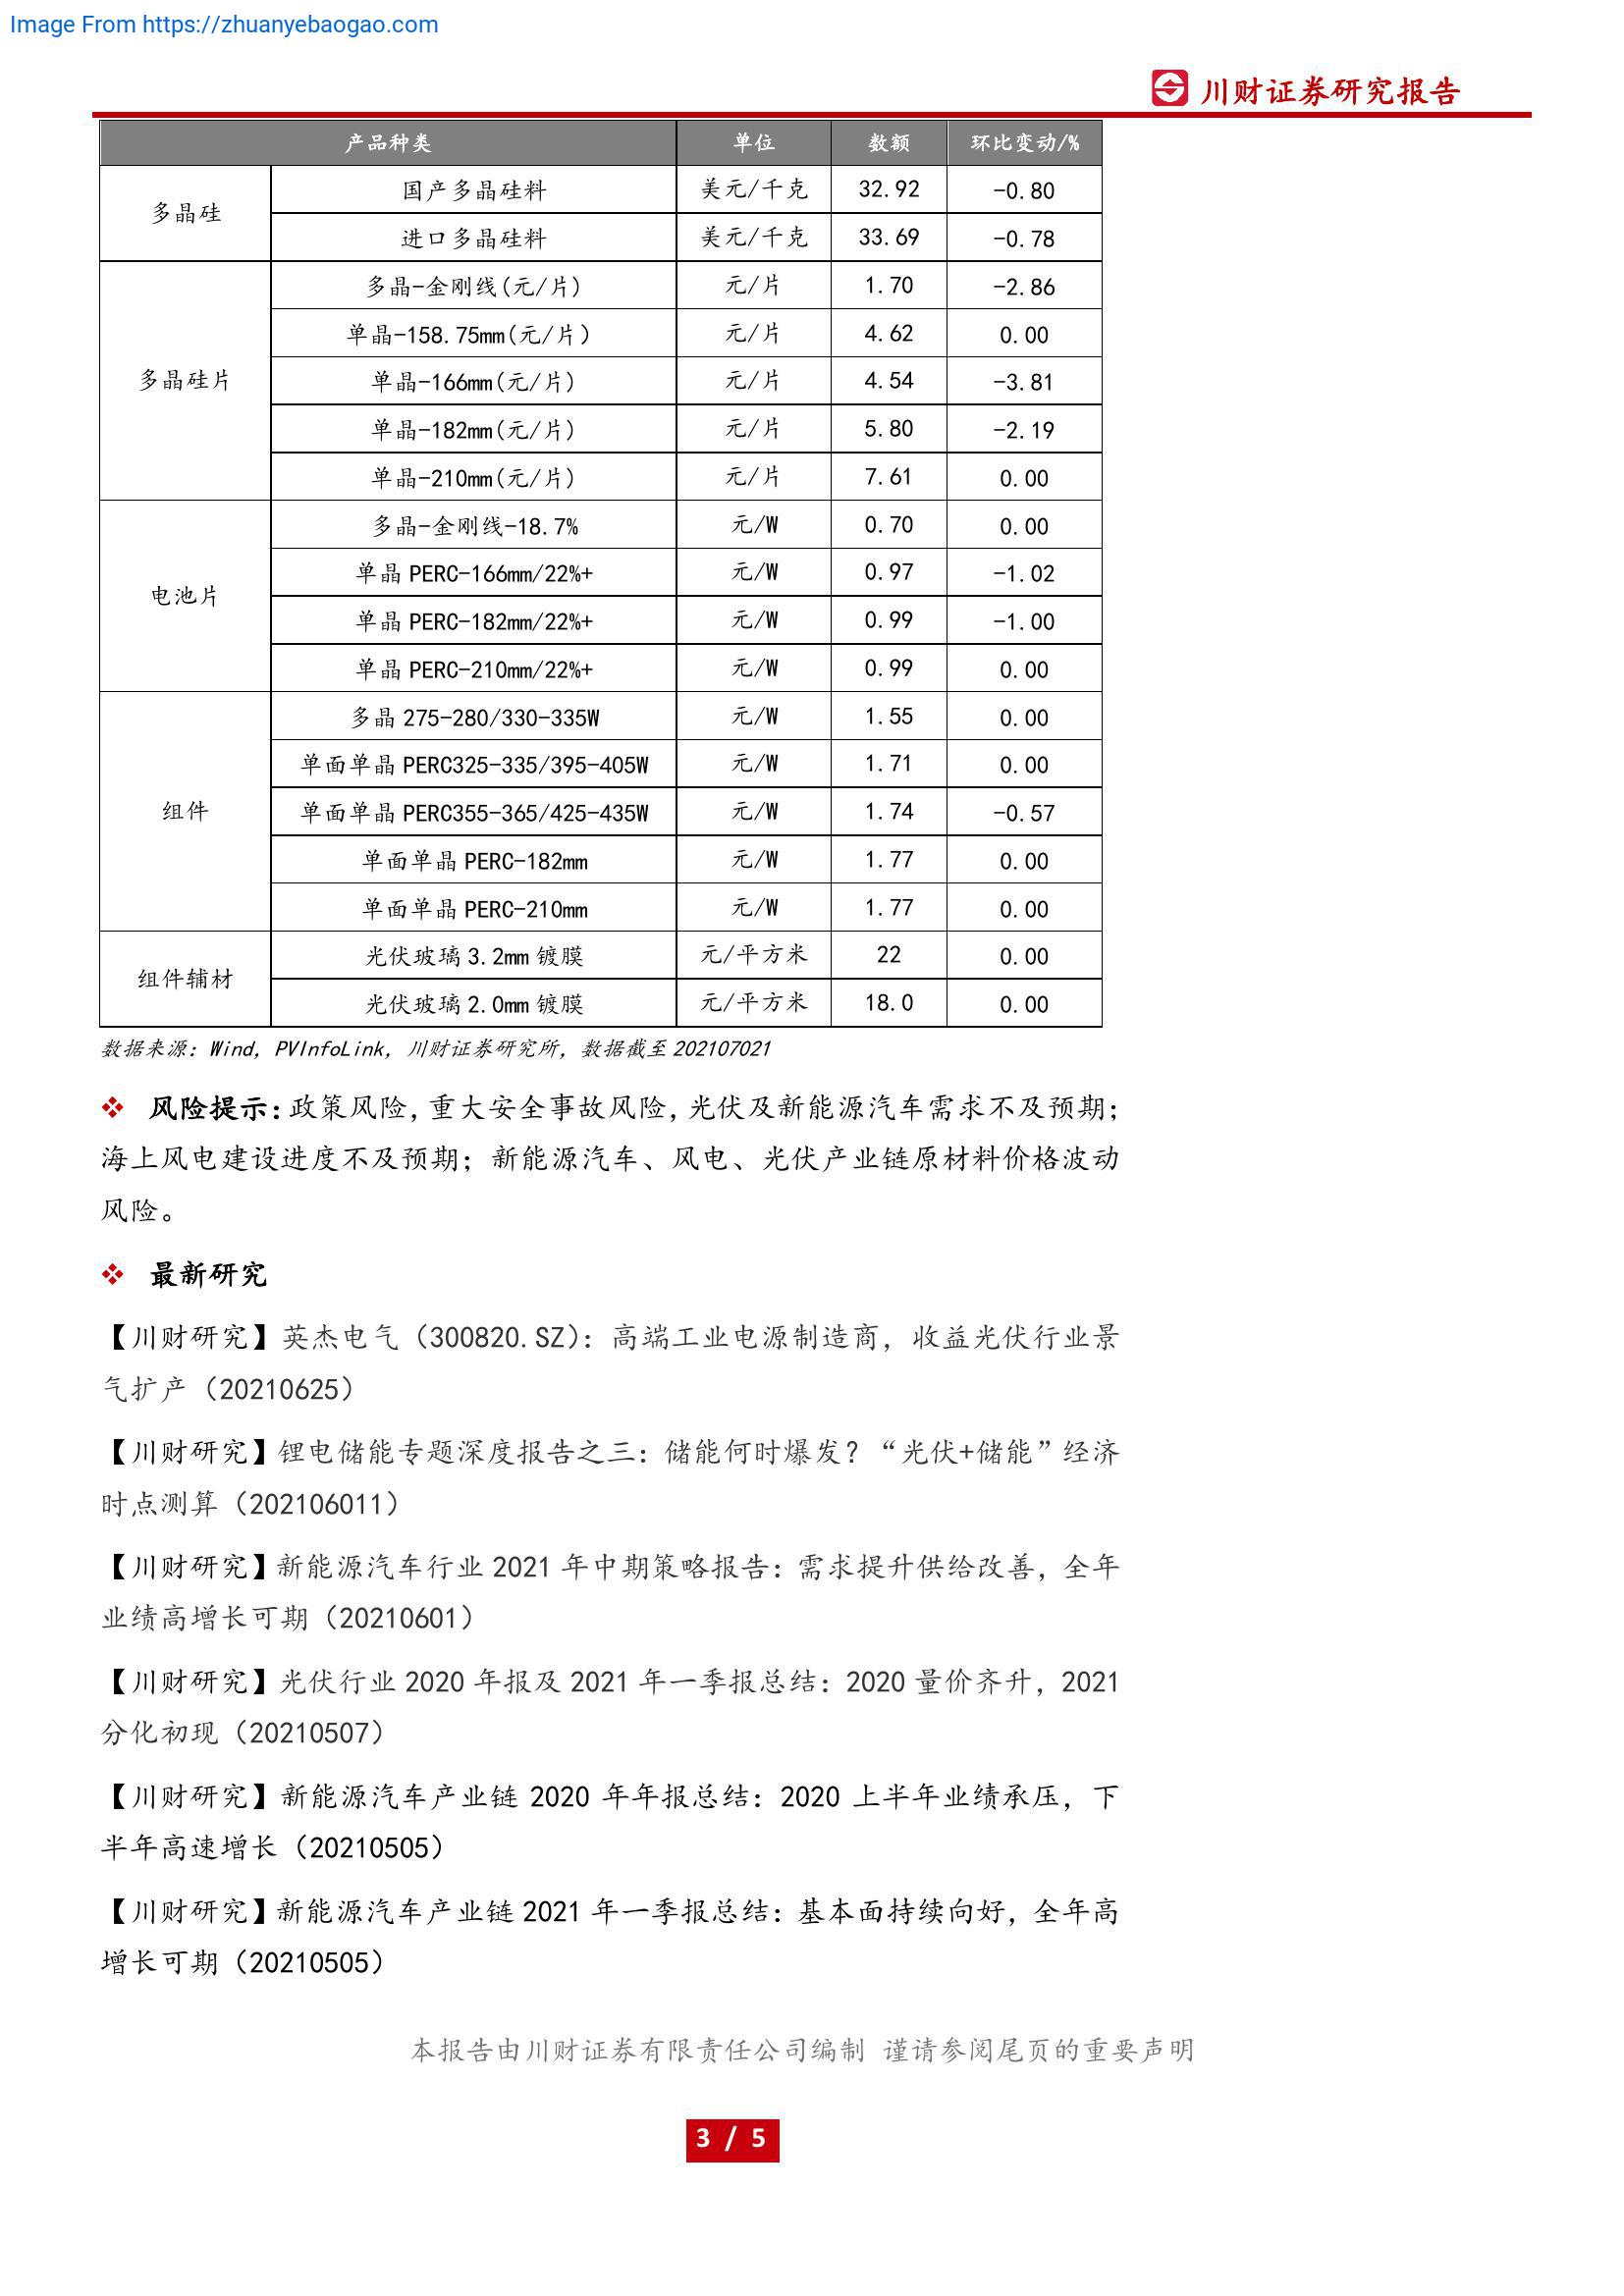 Image From https://zhuanyebaogao.com
川财证券研究报告
产品种类 单位 数额 环比变动/%
多晶硅 国产多晶硅料 美元/千克 32.92 -0.80
进口多晶硅料 美元/千克 33.69 -0.78
多晶硅片 多晶-金刚线(元/片) 元/片 1.70 -2.86
单晶-158.75mm(元/片) 元/片 4.62 0.00
单晶-166mm(元/片) 元/片 4.54 -3.81
单晶-182mm(元/片) 元/片 5.80 -2.19
单晶-210mm(元/片) 元/片 7.61 0.00
电池片 多晶-金刚线-18.7% 元/W 0.70 0.00
单晶 PERC-166mm/22%+ 元/W 0.97 -1.02
单晶 PERC-182mm/22%+ 元/W 0.99 -1.00
单晶 PERC-210mm/22%+ 元/W 0.99 0.00
组件 多晶 275-280/330-335W 元/W 1.55 0.00
单面单晶 PERC325-335/395-405W 元/W 1.71 0.00
单面单晶 PERC355-365/425-435W 元/W 1.74 -0.57
单面单晶 PERC-182mm 元/W 1.77 0.00
单面单晶 PERC-210mm 元/W 1.77 0.00
组件辅材 光伏玻璃 3.2mm 镀膜 元/平方米 22 0.00
光伏玻璃 2.0mm 镀膜 元/平方米 18.0 0.00
数据来源：Wind，PVInfoLink，川财证券研究所，数据截至 202107021
❖ 风险提示：政策风险，重大安全事故风险，光伏及新能源汽车需求不及预期；
海上风电建设进度不及预期；新能源汽车、风电、光伏产业链原材料价格波动
风险。
❖ 最新研究
【川财研究】英杰电气（300820.SZ）：高端工业电源制造商，收益光伏行业景
气扩产（20210625）
【川财研究】锂电储能专题深度报告之三：储能何时爆发？“光伏+储能”经济
时点测算（202106011）
【川财研究】新能源汽车行业 2021 年中期策略报告：需求提升供给改善，全年
业绩高增长可期（20210601）
【川财研究】光伏行业 2020 年报及 2021 年一季报总结：2020 量价齐升，2021
分化初现（20210507）
【川财研究】新能源汽车产业链 2020 年年报总结：2020 上半年业绩承压，下
半年高速增长（20210505）
【川财研究】新能源汽车产业链 2021 年一季报总结：基本面持续向好，全年高
增长可期（20210505）
本报告由川财证券有限责任公司编制 谨请参阅尾页的重要声明
3 / 5